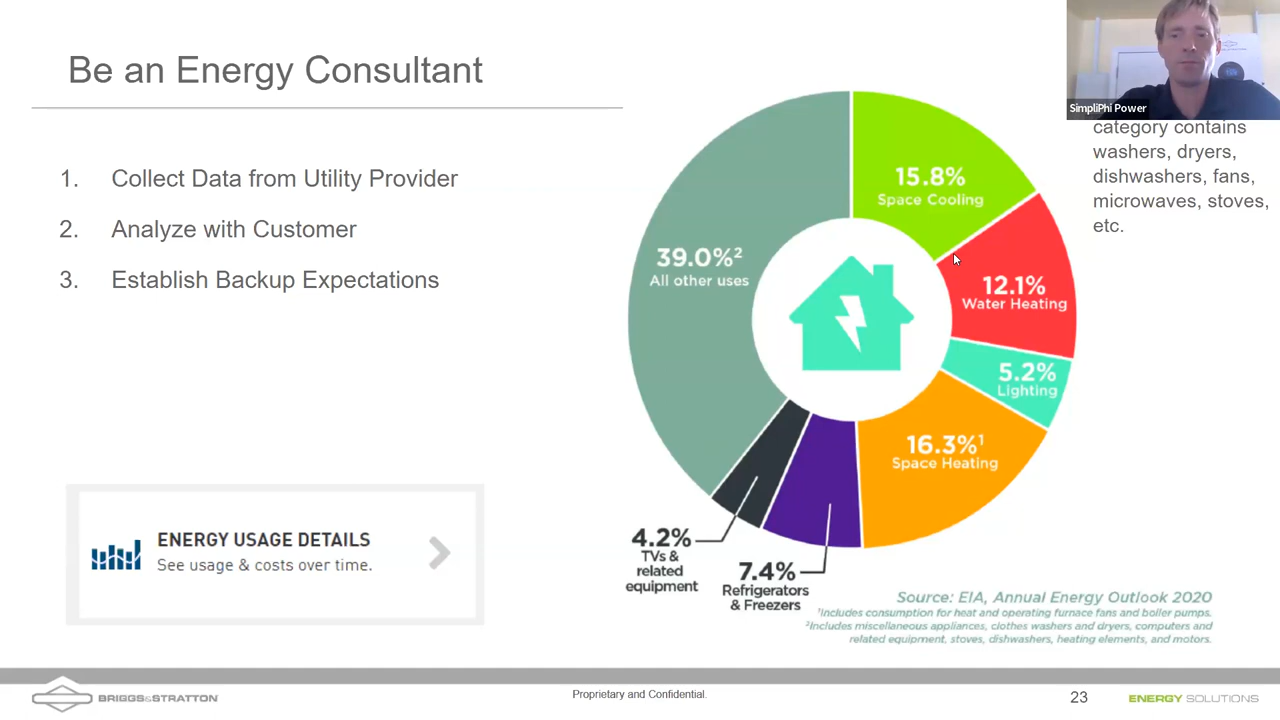 Be an Energy Consultant
1. Collect Data from Utility Provider
2. Analyze with Customer
3. Establish Backup Expectations
ENERGY USAGE DETAILS
See usage & costs over time.
15.8%
Space Cooling
12.1%
Water Heating
5.2%
Lighting
16.3%¹
Space Heating
7.4%
Refrigerators
& Freezers
4.2%
TVs &
related
equipment
39.0%²
All other uses
SimpliPhi Power
category contains
washers, dryers,
dishwashers, fans,
microwaves, stoves,
etc.
Source: EIA, Annual Energy Outlook 2020
¹Includes consumption for heat and operating furnace fans and boiler pumps.
²Includes miscellaneous appliances, clothes washers and dryers, computers and
related equipment, stoves, dishwashers, heating elements, and motors.
BRIGGS&STRATTON
Proprietary and Confidential.
23
ENERGY SOLUTIONS